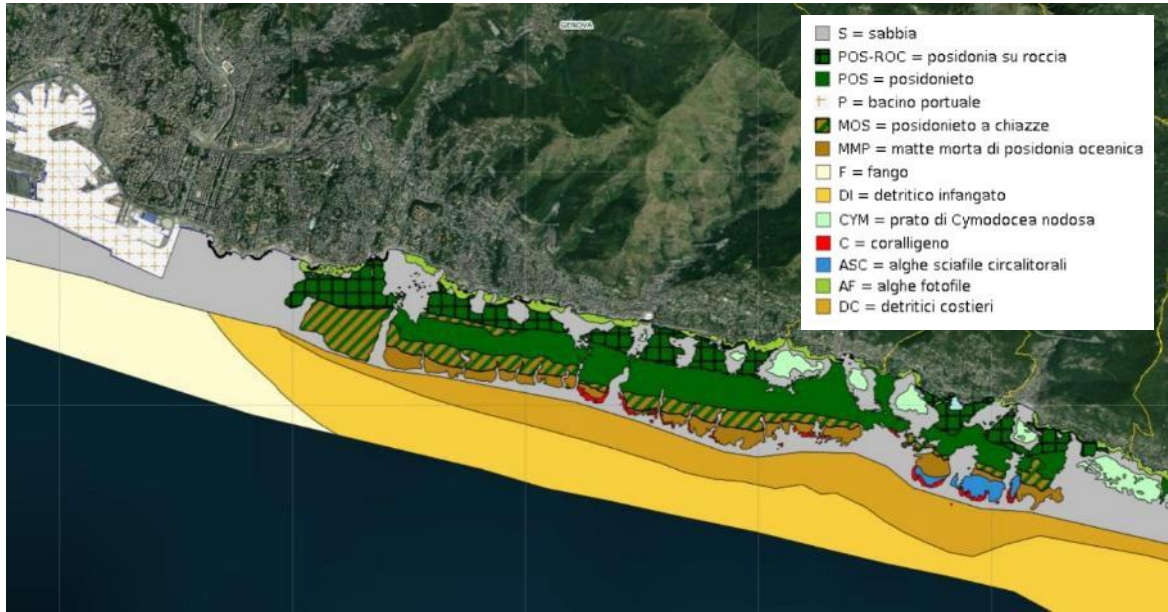 GENOVA
S = sabbia
POS-ROC = posidonia su roccia
POS = posidonieto
P = bacino portuale
MOS = posidonieto a chiazze
MMP = matte morta di posidonia oceanica
F = fango
DI = detritico infangato
CYM = prato di Cymodocea nodosa
C = coralligeno
ASC = alghe sciafile circalitorali
AF = alghe fotofile
DC = detritici costieri